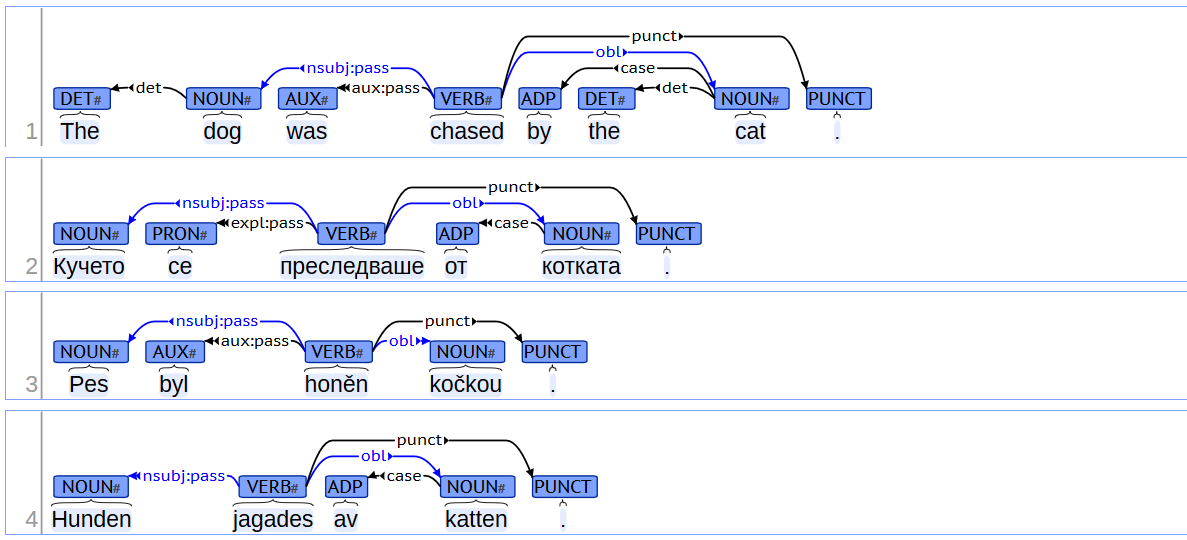 punct
obl
nsubj:pass case
det aux:pass det
DET# NOUN# AUX# VERB# ADP DET# NOUN# PUNCT
1 The dog was chased by the cat .
punct
nsubj:pass obl
expl:pass case
NOUN# PRON# VERB# ADP NOUN# PUNCT
2 Кучето се преследваше от котката .
nsubj:pass punct
aux:pass obl
NOUN# AUX# VERB# NOUN# PUNCT
3 Pes byl honěn kočkou .
punct
obl
nsubj:pass case
NOUN# VERB# ADP NOUN# PUNCT
4 Hunden jagades av katten .